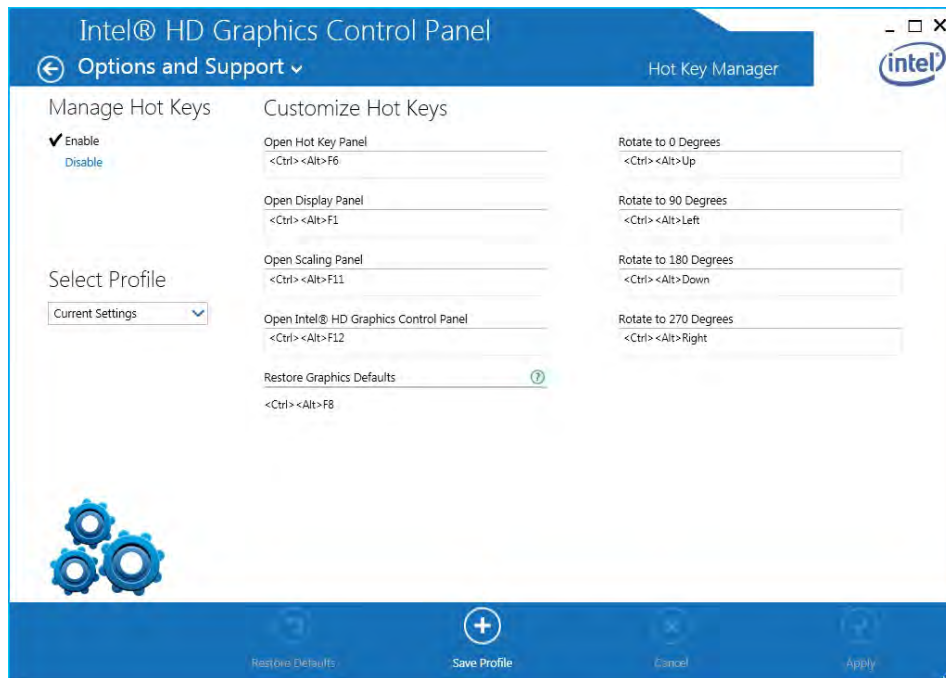 Intel® HD Graphics Control Panel
Options and Support
Hot Key Manager
intel
Manage Hot Keys
Enable
Disable
Select Profile
Current Settings
Customize Hot Keys
Open Hot Key Panel
<Ctrl><Alt>F6
Open Display Panel
<Ctrl><Alt>F1
Open Scaling Panel
<Ctrl><Alt>F11
Open Intel® HD Graphics Control Panel
<Ctrl><Alt>F12
Restore Graphics Defaults
?
<Ctrl><Alt>F8
Rotate to 0 Degrees
<Ctrl><Alt>Up
Rotate to 90 Degrees
<Ctrl><Alt>Left
Rotate to 180 Degrees
<Ctrl><Alt>Down
Rotate to 270 Degrees
<Ctrl><Alt>Right
Restore Defaults
Save Profile
Cancel
Apply